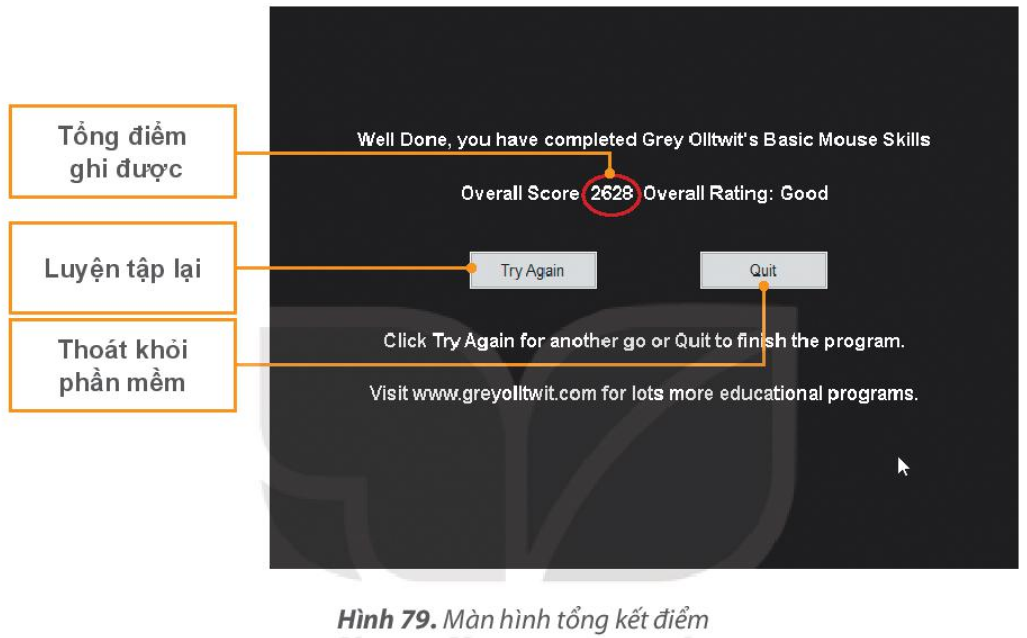 Tổng điểm
ghi được
Well Done, you have completed Grey Olltwit's Basic Mouse Skills
Overall Score 2628 Overall Rating: Good
Luyện tập lại
Try Again
Quit
Thoát khỏi
phần mềm
Click Try Again for another go or Quit to finish the program.
Visit www.greyolltwit.com for lots more educational programs.
Hình 79. Màn hình tổng kết điểm